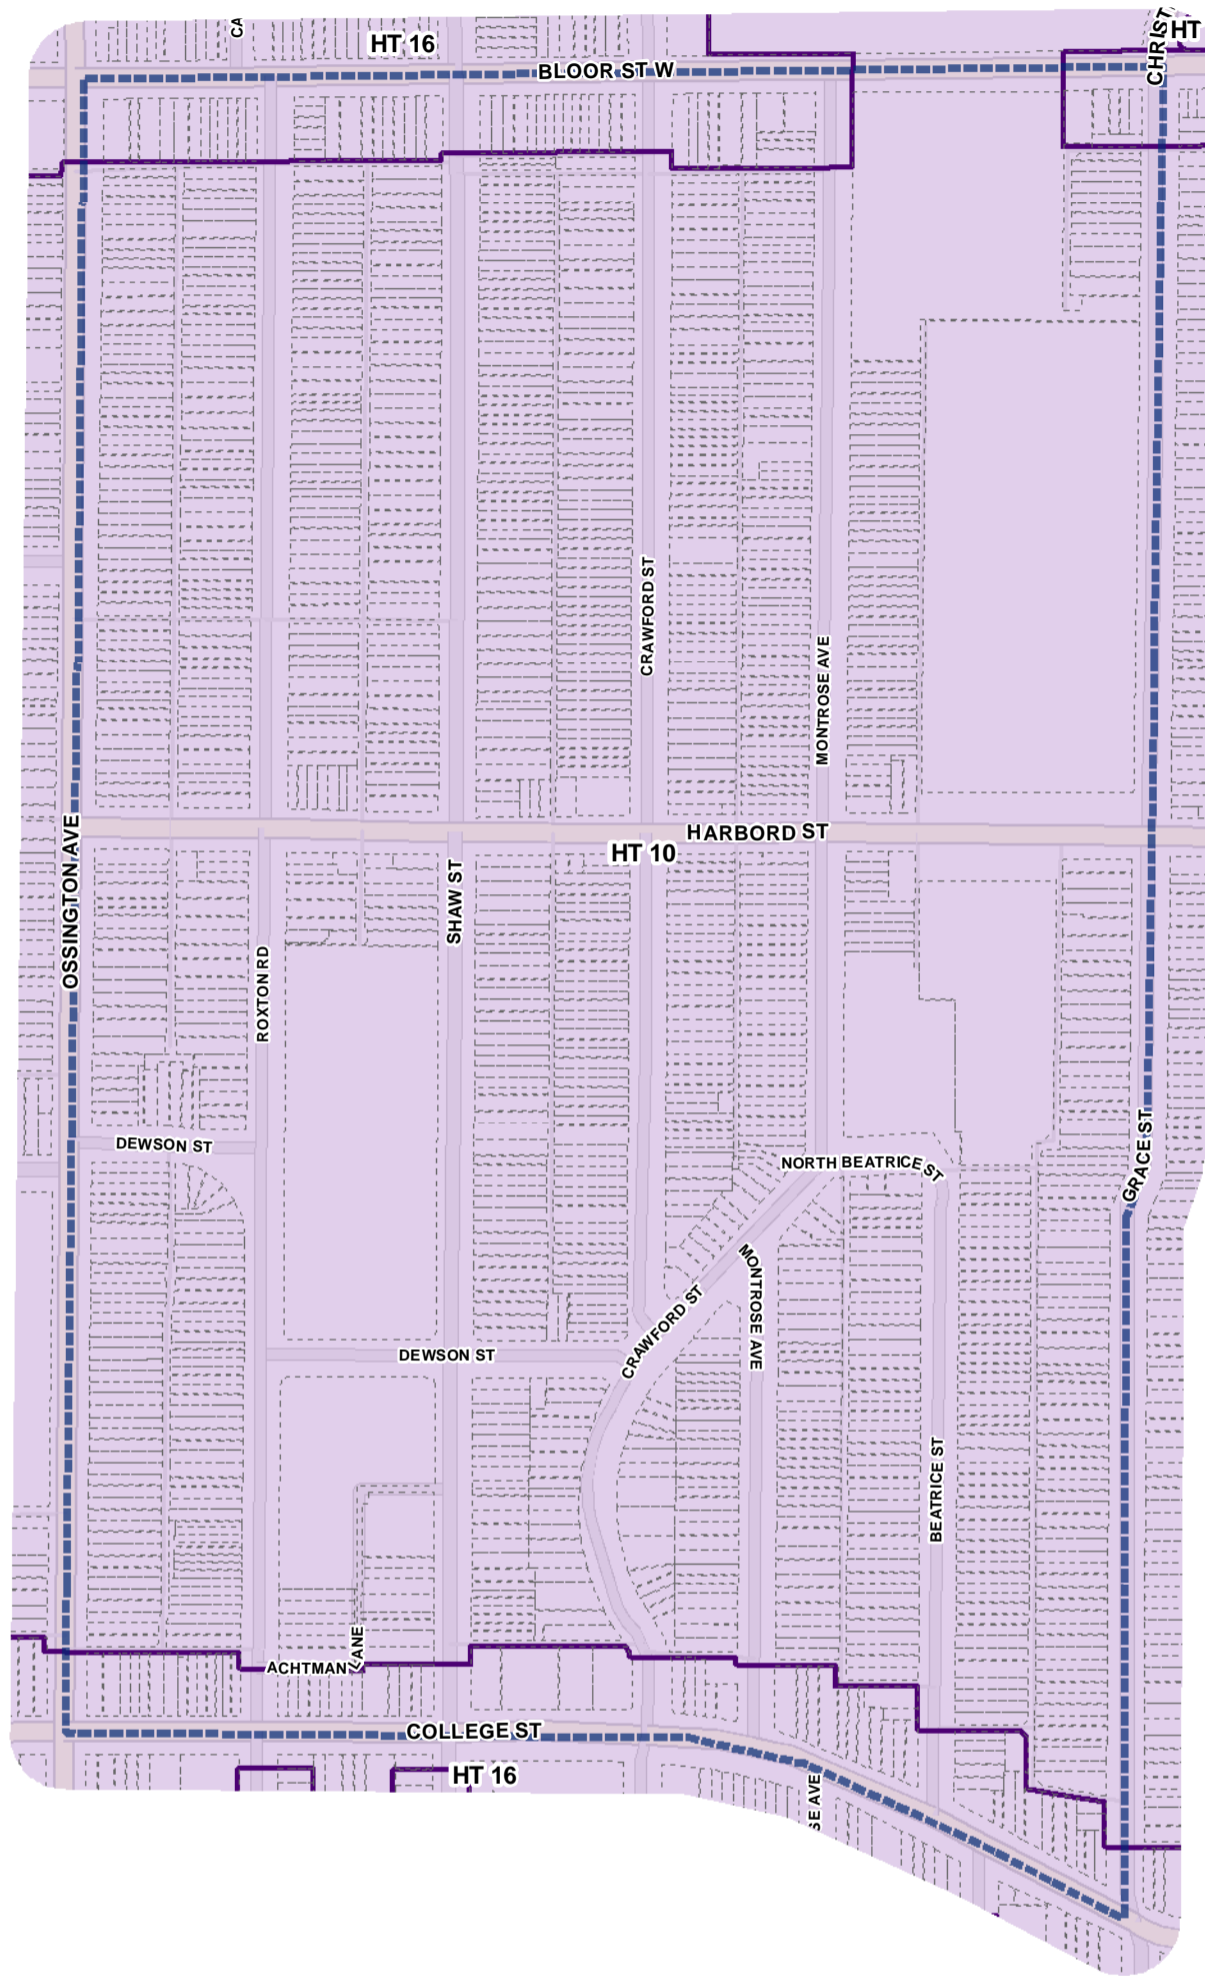 CA
HT 16
CHRIST
HT
BLOOR ST W
CRAWFORD ST
MONTROSE AVE
HARBORD ST
HT 10
OSSINGTON AVE
SHAW ST
ROXTON RD
DEWSON ST
NORTH BEATRICE ST
GRACE ST
MONTROSE AVE
CRAWFORD ST
DEWSON ST
BEATRICE ST
ACHTMAN LANE
COLLEGE ST
HT 16
SE AVE